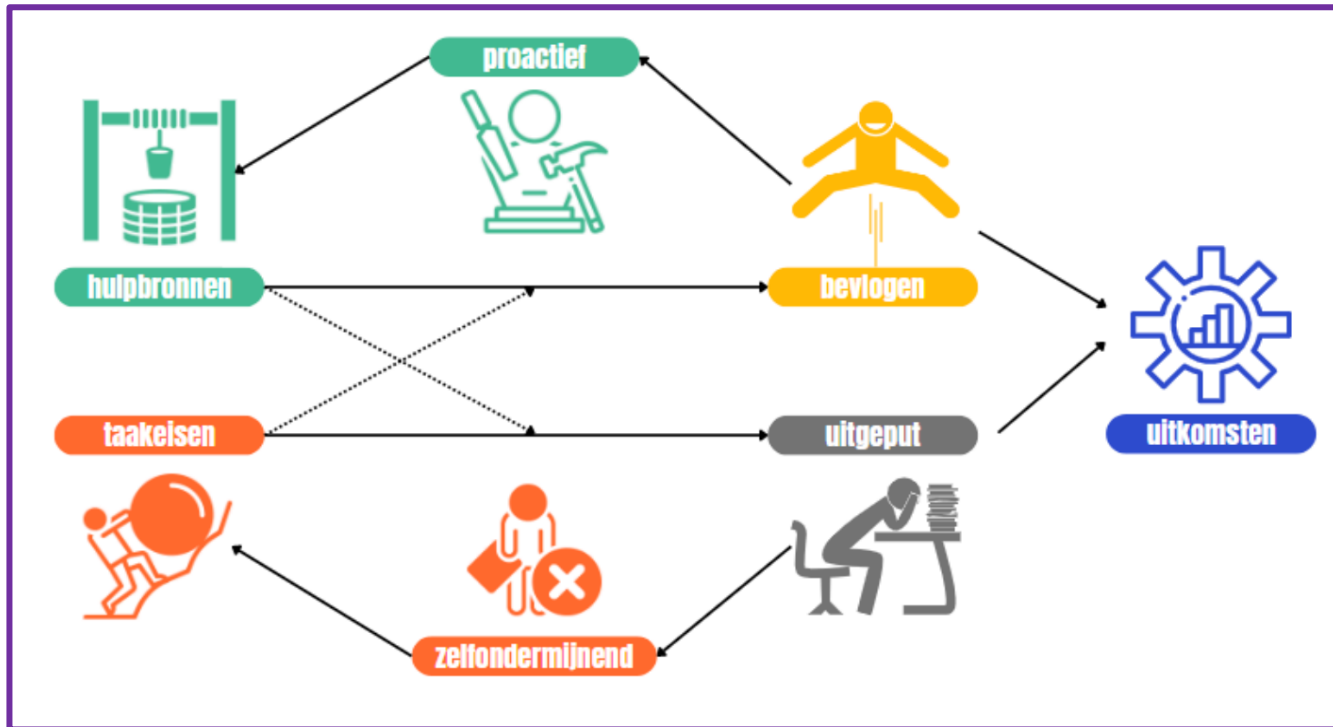 proactief
hulpbronnen
bevlogen
taakeisen
uitgeput
uitkomsten
zelfondermijnend